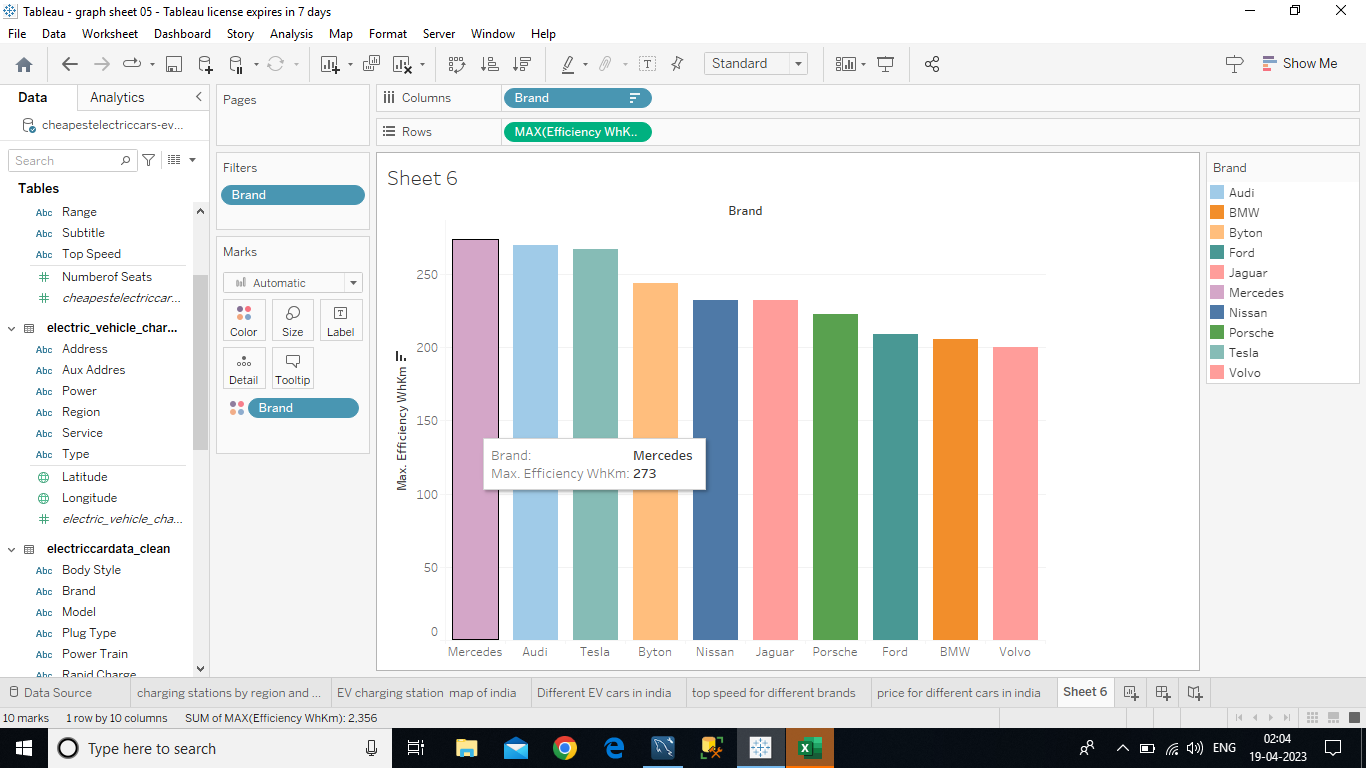 Tableau - graph sheet 05 - Tableau license expires in 7 days
File Data Worksheet Dashboard Story Analysis Map Format Server Window Help
Standard
Show Me
Data Analytics
cheapestelectriccars-ev...
Search
Tables
Abc Range
Abc Subtitle
Abc Top Speed
# Numberof Seats
# cheapestelectriccar...
electric_vehicle_char...
Abc Address
Abc Aux Addres
Abc Power
Abc Region
Abc Service
Abc Type
Latitude
Longitude
# electric_vehicle_cha...
electriccardata_clean
Abc Body Style
Abc Brand
Abc Model
Abc Plug Type
Abc Power Train
Abc Rapid Charge
Pages
Filters
Brand
Marks
Automatic
Color Size Label
Detail Tooltip
Brand
Columns Brand
Rows MAX(Efficiency WhK..
Sheet 6
Brand
Max. Efficiency WhKm
250
200
150
100
50
0
Brand: Mercedes
Max. Efficiency WhKm: 273
Mercedes Audi Tesla Byton Nissan Jaguar Porsche Ford BMW Volvo
Brand
Audi
BMW
Byton
Ford
Jaguar
Mercedes
Nissan
Porsche
Tesla
Volvo
Data Source charging stations by region and ... EV charging station map of india Different EV cars in india top speed for different brands price for different cars in india Sheet 6
10 marks 1 row by 10 columns SUM of MAX(Efficiency WhKm): 2,356
Type here to search
ENG
02:04
19-04-2023